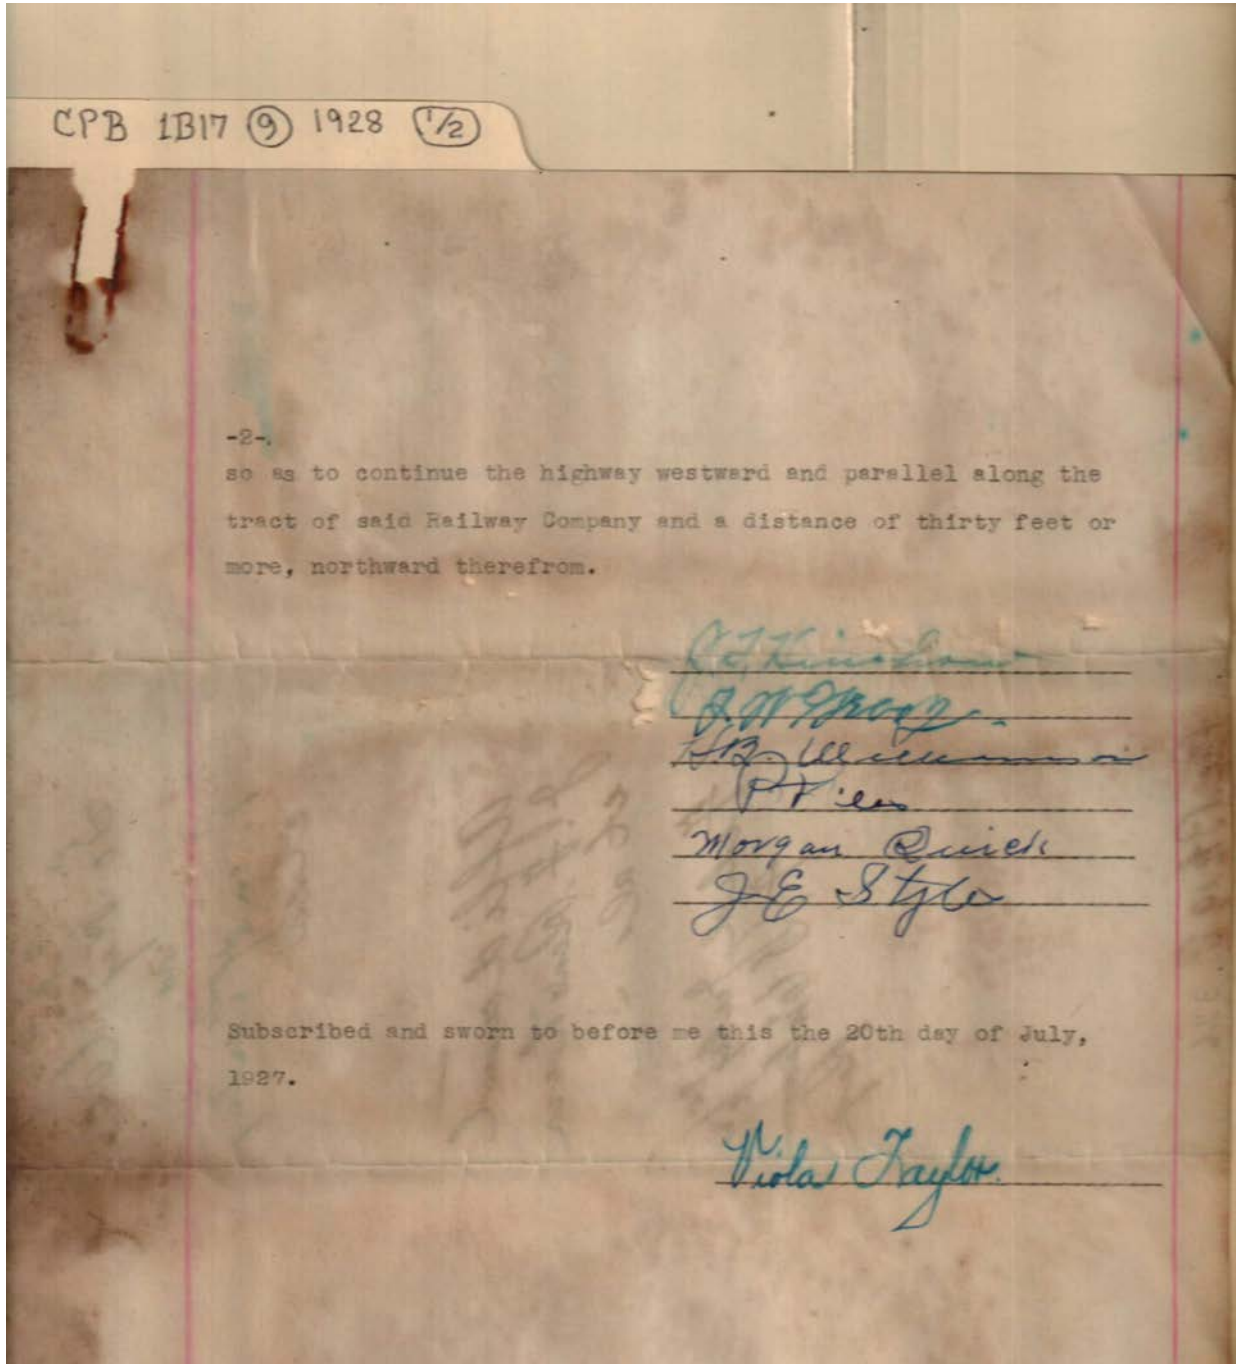 CPB 1B17 9 1928 1/2
-2-.
so as to continue the highway westward and parallel along the
tract of said Railway Company and a distance of thirty feet or
more, northward therefrom.
H.B. Williamson
Morgan Quick
J E Styles
Subscribed and sworn to before me this the 20th day of July,
1927.
Viola Taylor.